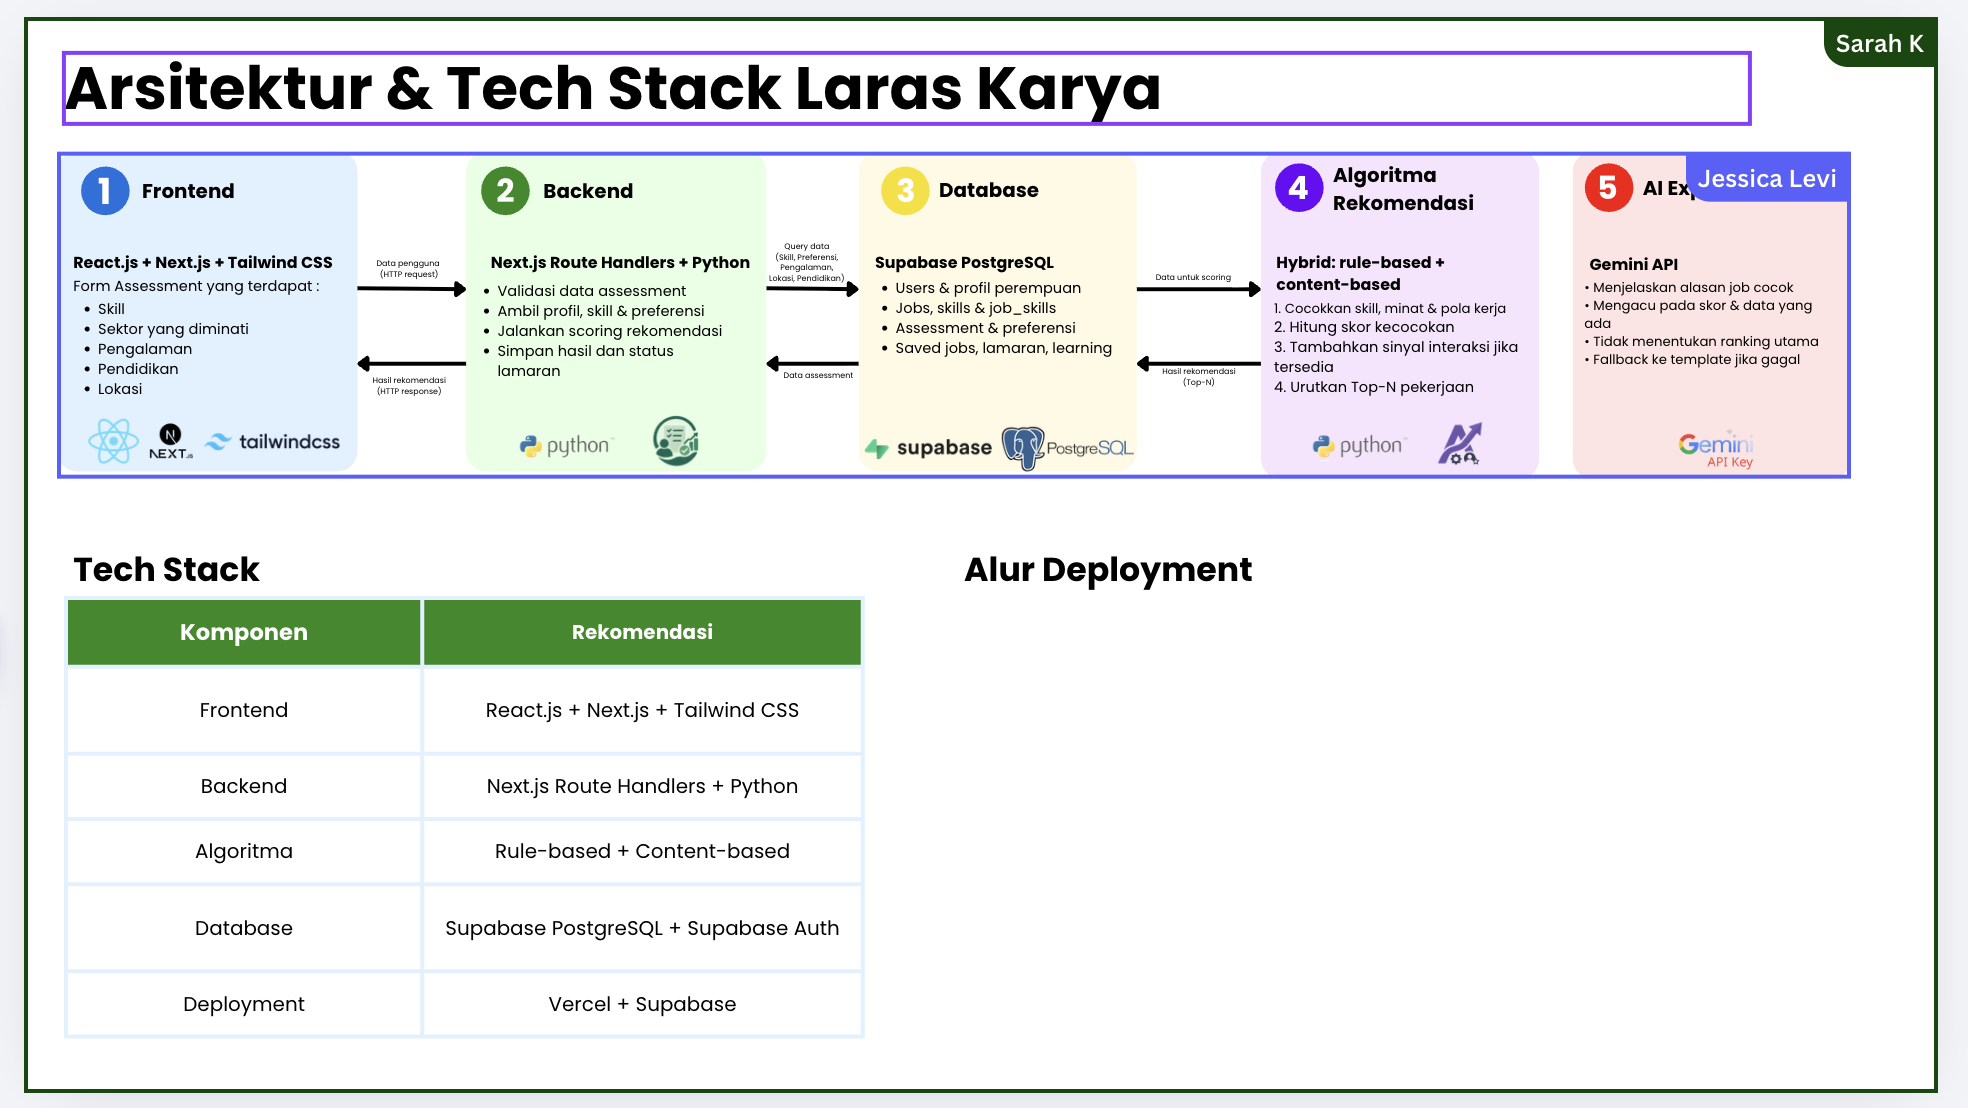 Sarah K
Arsitektur & Tech Stack Laras Karya
Jessica Levi
1 Frontend
React.js + Next.js + Tailwind CSS
Form Assessment yang terdapat :
• Skill
• Sektor yang diminati
• Pengalaman
• Pendidikan
• Lokasi
NEXT.JS
tailwindcss
Data pengguna
(HTTP request)
Hasil rekomendasi
(HTTP response)
2 Backend
Next.js Route Handlers + Python
• Validasi data assessment
• Ambil profil, skill & preferensi
• Jalankan scoring rekomendasi
• Simpan hasil dan status
lamaran
python
Query data
(Skill, Preferensi,
Pengalaman,
Lokasi, Pendidikan)
Data assessment
3 Database
Supabase PostgreSQL
• Users & profil perempuan
• Jobs, skills & job_skills
• Assessment & preferensi
• Saved jobs, lamaran, learning
supabase
PostgreSQL
Data untuk scoring
Hasil rekomendasi
(Top-N)
4 Algoritma
Rekomendasi
Hybrid: rule-based +
content-based
1. Cocokkan skill, minat & pola kerja
2. Hitung skor kecocokan
3. Tambahkan sinyal interaksi jika
tersedia
4. Urutkan Top-N pekerjaan
python
5 AI
Gemini API
• Menjelaskan alasan job cocok
• Mengacu pada skor & data yang
ada
• Tidak menentukan ranking utama
• Fallback ke template jika gagal
Gemini
API Key
Tech Stack
Komponen Rekomendasi
Frontend React.js + Next.js + Tailwind CSS
Backend Next.js Route Handlers + Python
Algoritma Rule-based + Content-based
Database Supabase PostgreSQL + Supabase Auth
Deployment Vercel + Supabase
Alur Deployment